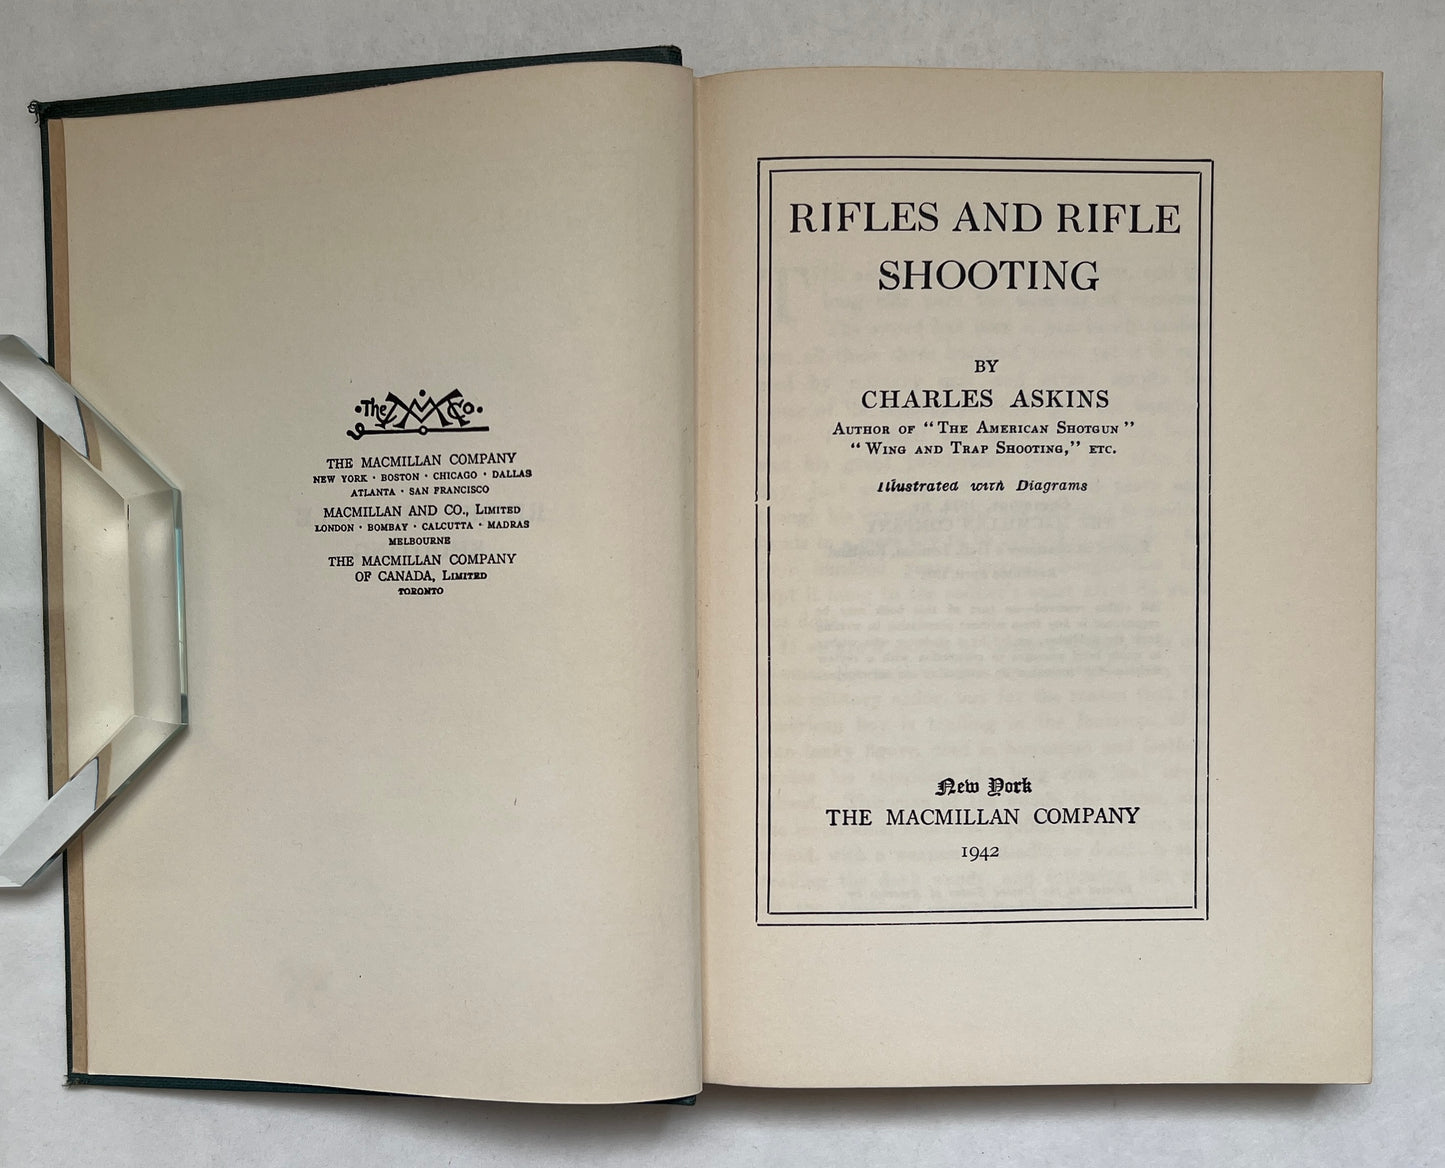 The M Co.
THE MACMILLAN COMPANY
NEW YORK · BOSTON · CHICAGO · DALLAS
ATLANTA · SAN FRANCISCO
MACMILLAN AND CO., LIMITED
LONDON · BOMBAY · CALCUTTA · MADRAS
MELBOURNE
THE MACMILLAN COMPANY
OF CANADA, LIMITED
TORONTO
RIFLES AND RIFLE
SHOOTING
BY
CHARLES ASKINS
AUTHOR OF "THE AMERICAN SHOTGUN"
"WING AND TRAP SHOOTING," ETC.
Illustrated with Diagrams
New York
THE MACMILLAN COMPANY
1942